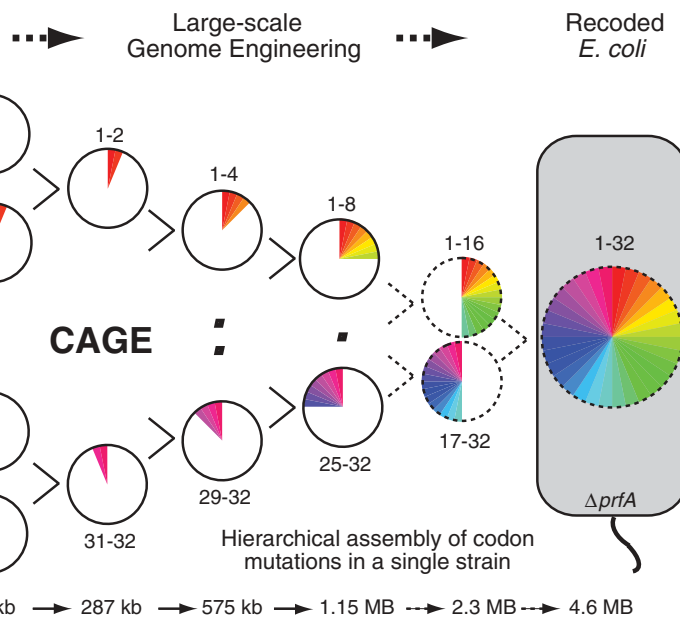 Large-scale
Genome Engineering
Recoded
E. coli
1-2
1-4
1-8
1-16
1-32
CAGE
17-32
25-32
29-32
31-32
ΔprfA
Hierarchical assembly of codon
mutations in a single strain
kb 287 kb 575 kb 1.15 MB 2.3 MB 4.6 MB